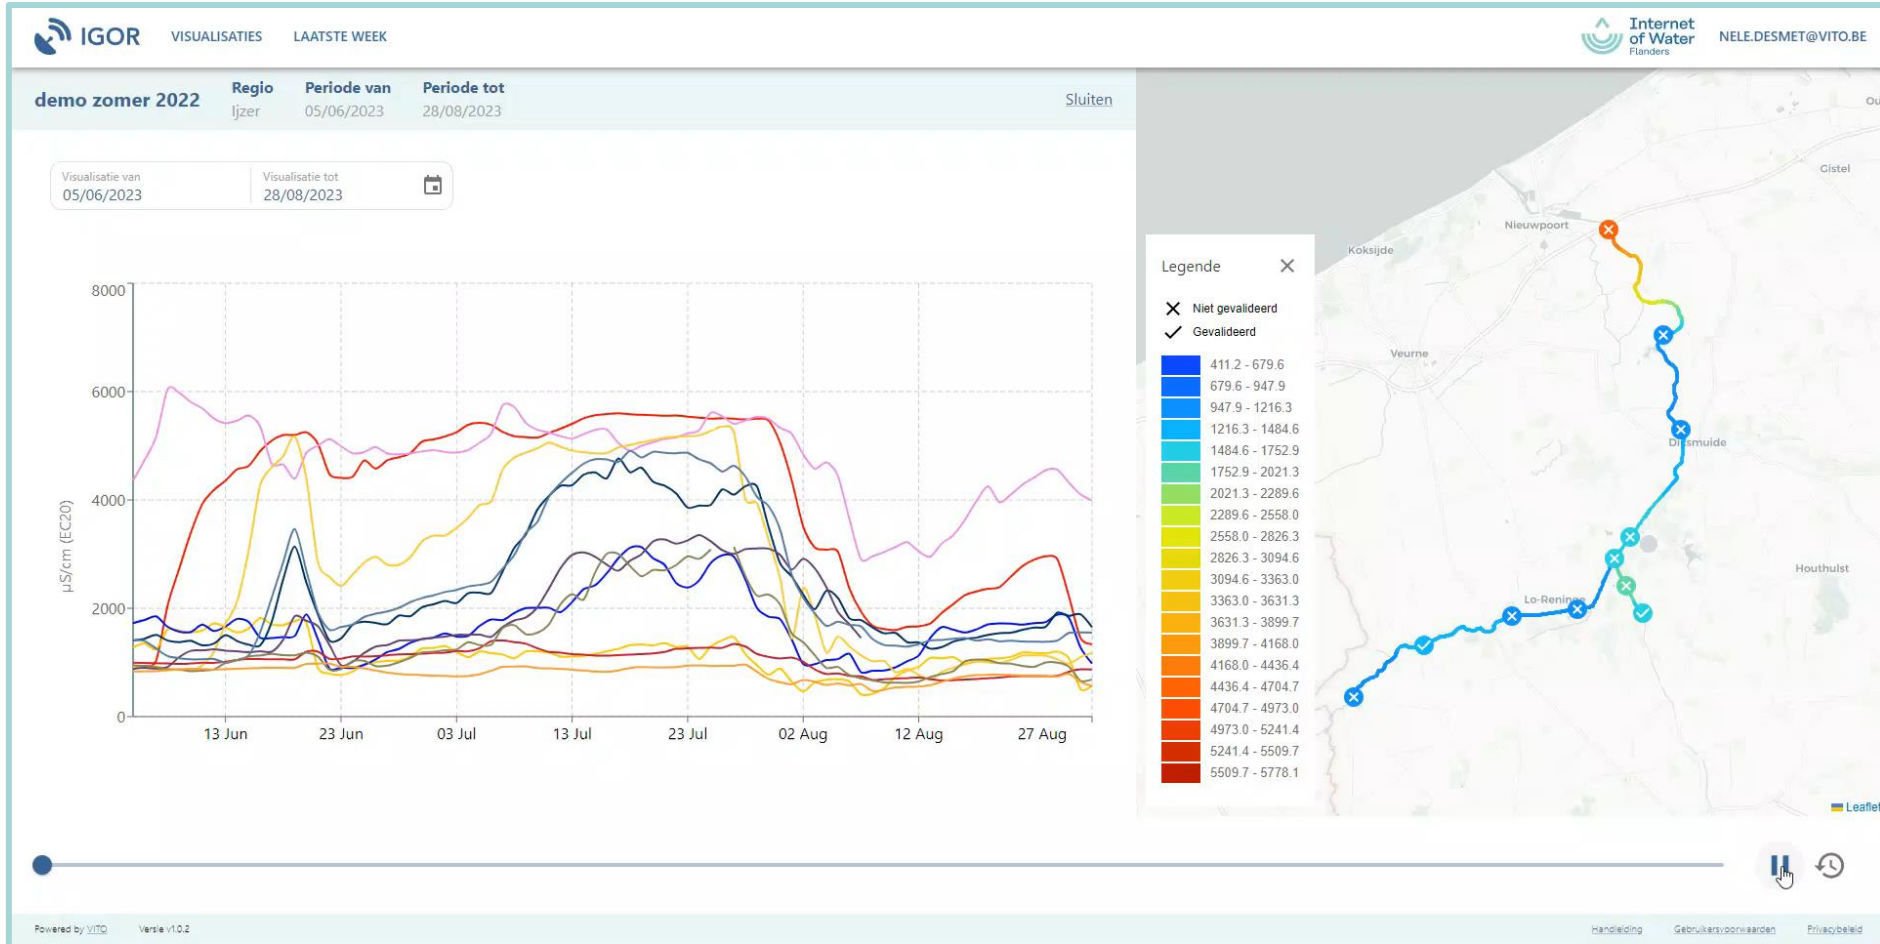 IGOR
VISUALISATIES
LAATSTE WEEK
Internet
of Water
Flanders
NELE.DESMET@VITO.BE
demo zomer 2022
Regio
Ijzer
Periode van
05/06/2023
Periode tot
28/08/2023
Sluiten
Visualisatie van
05/06/2023
Visualisatie tot
28/08/2023
8000
6000
4000
2000
0
µS/cm (EC20)
13 Jun
23 Jun
03 Jul
13 Jul
23 Jul
02 Aug
12 Aug
27 Aug
Legende
Niet gevalideerd
Gevalideerd
411.2 - 679.6
679.6 - 947.9
947.9 - 1216.3
1216.3 - 1484.6
1484.6 - 1752.9
1752.9 - 2021.3
2021.3 - 2289.6
2289.6 - 2558.0
2558.0 - 2826.3
2826.3 - 3094.6
3094.6 - 3363.0
3363.0 - 3631.3
3631.3 - 3899.7
3899.7 - 4168.0
4168.0 - 4436.4
4436.4 - 4704.7
4704.7 - 4973.0
4973.0 - 5241.4
5241.4 - 5509.7
5509.7 - 5778.1
Ou
Gistel
Nieuwpoort
Koksijde
Veurne
Houthulst
Leaflet
Powered by VITO
Versie v1.0.2
Handleiding
Gebruikersvoorwaarden
Privacybeleid